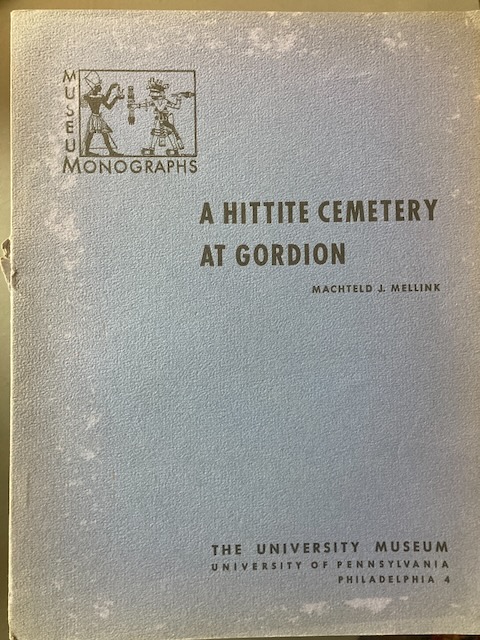 MUSEUM
MONOGRAPHS
A HITTITE CEMETERY
AT GORDION
MACHTELD J. MELLINK
THE UNIVERSITY MUSEUM
UNIVERSITY OF PENNSYLVANIA
PHILADELPHIA 4